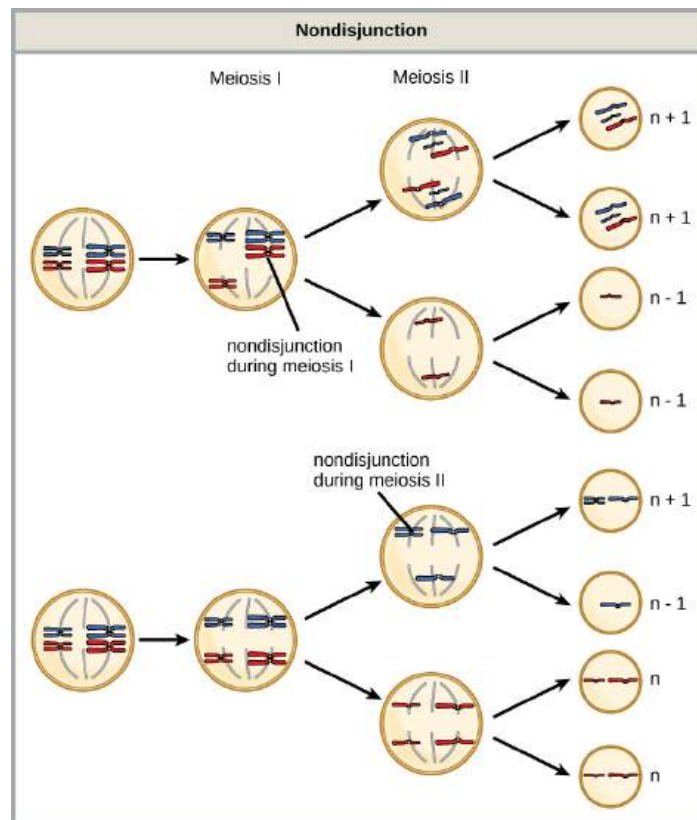 Nondisjunction
Meiosis I
Meiosis II
n + 1
n + 1
n - 1
nondisjunction
during meiosis I
n - 1
nondisjunction
during meiosis II
n + 1
n - 1
n
n